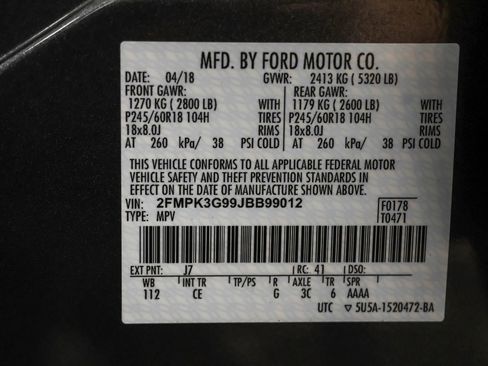 MFD. BY FORD MOTOR CO.
DATE: 04/18 GVWR: 2413 KG ( 5320 LB)
FRONT GAWR: REAR GAWR:
1270 KG ( 2800 LB) WITH 1179 KG ( 2600 LB) WITH
P245/60R18 104H TIRES P245/60R18 104H TIRES
18x8.0J RIMS 18x8.0J RIMS
AT 260 kPa/ 38 PSI COLD AT 260 kPa/ 38 PSI COLD
THIS VEHICLE CONFORMS TO ALL APPLICABLE FEDERAL MOTOR
VEHICLE SAFETY AND THEFT PREVENTION STANDARDS IN
EFFECT ON THE DATE OF MANUFACTURE SHOWN ABOVE.
VIN: 2FMPK3G99JBB99012 F0178
TYPE: MPV T0471
EXT PNT: J7 RC: 41 DSO:
WB INT TR TP/PS R AXLE TR SPR
112 CE G 3C 6 AAAA
UTC ▽ 5U5A-1520472-BA